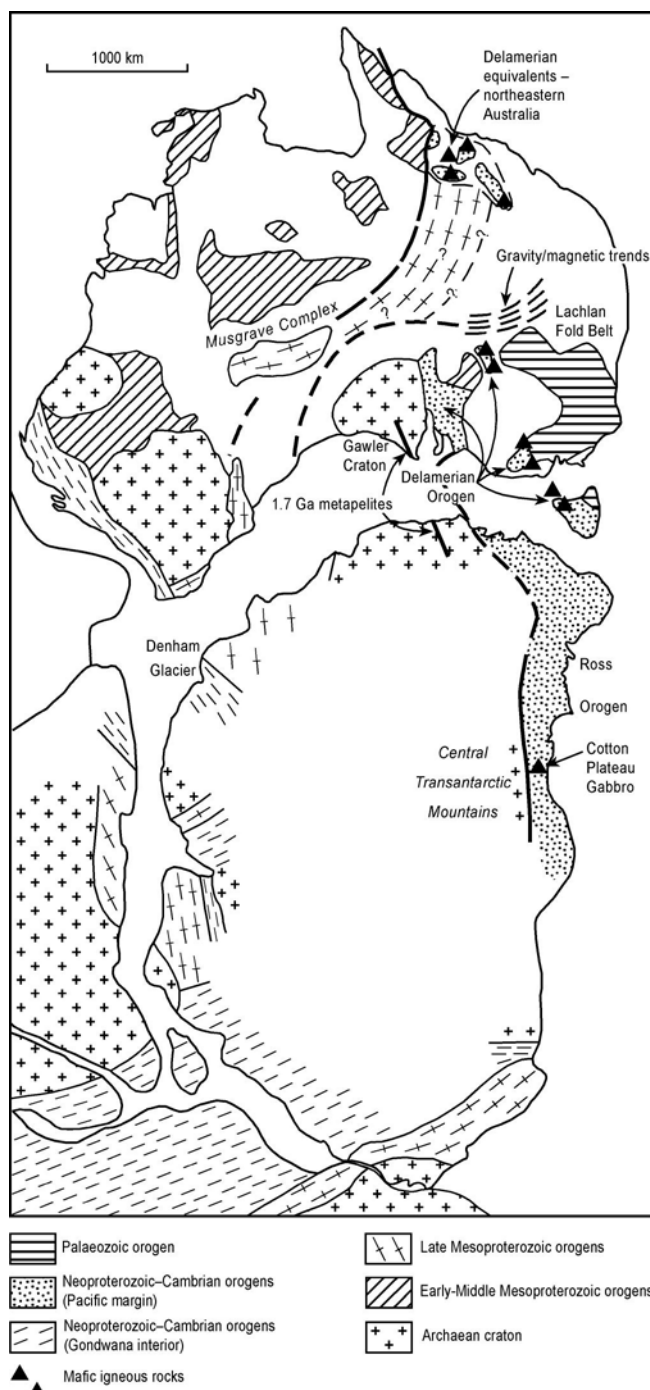 1000 km
Delamerian
equivalents –
northeastern
Australia
Gravity/magnetic trends
Musgrave Complex
?
?
?
?
Lachlan
Fold Belt
Gawler
Craton
Delamerian
Orogen
1.7 Ga metapelites
Denham
Glacier
Ross
Orogen
Central
Transantarctic
Mountains
Cotton
Plateau
Gabbro
Palaeozoic orogen
Neoproterozoic–Cambrian orogens
(Pacific margin)
Neoproterozoic–Cambrian orogens
(Gondwana interior)
Mafic igneous rocks
Late Mesoproterozoic orogens
Early-Middle Mesoproterozoic orogens
Archaean craton